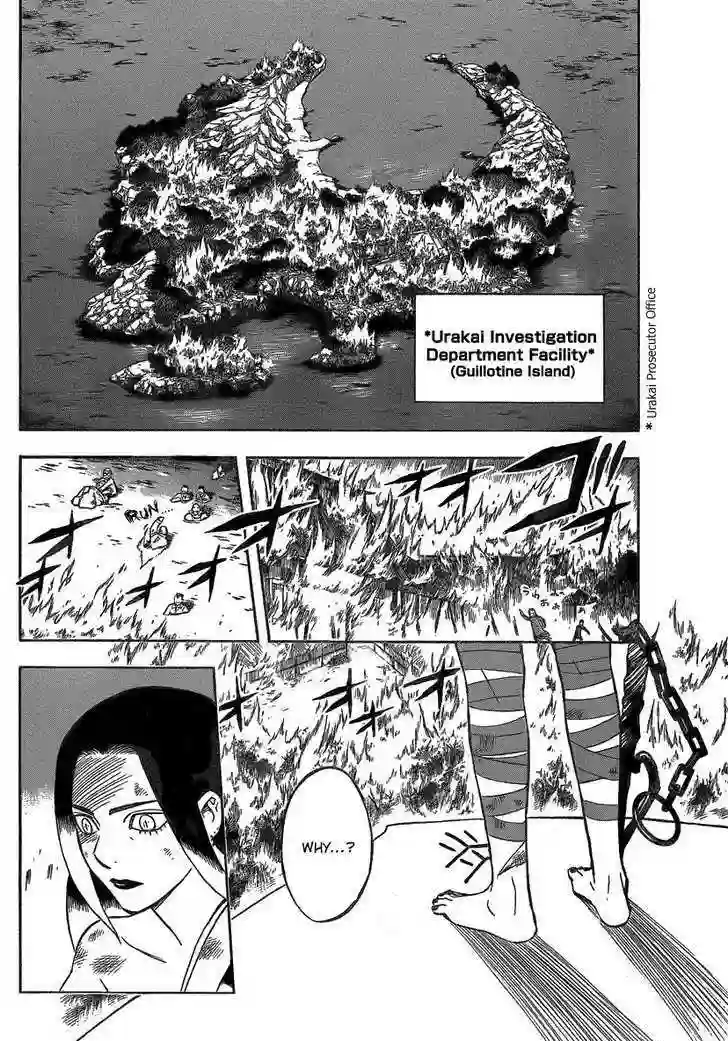 *Urakai Investigation
Department Facility*
(Guillotine Island)
* Urakai Prosecutor Office
RUN
WHY...?